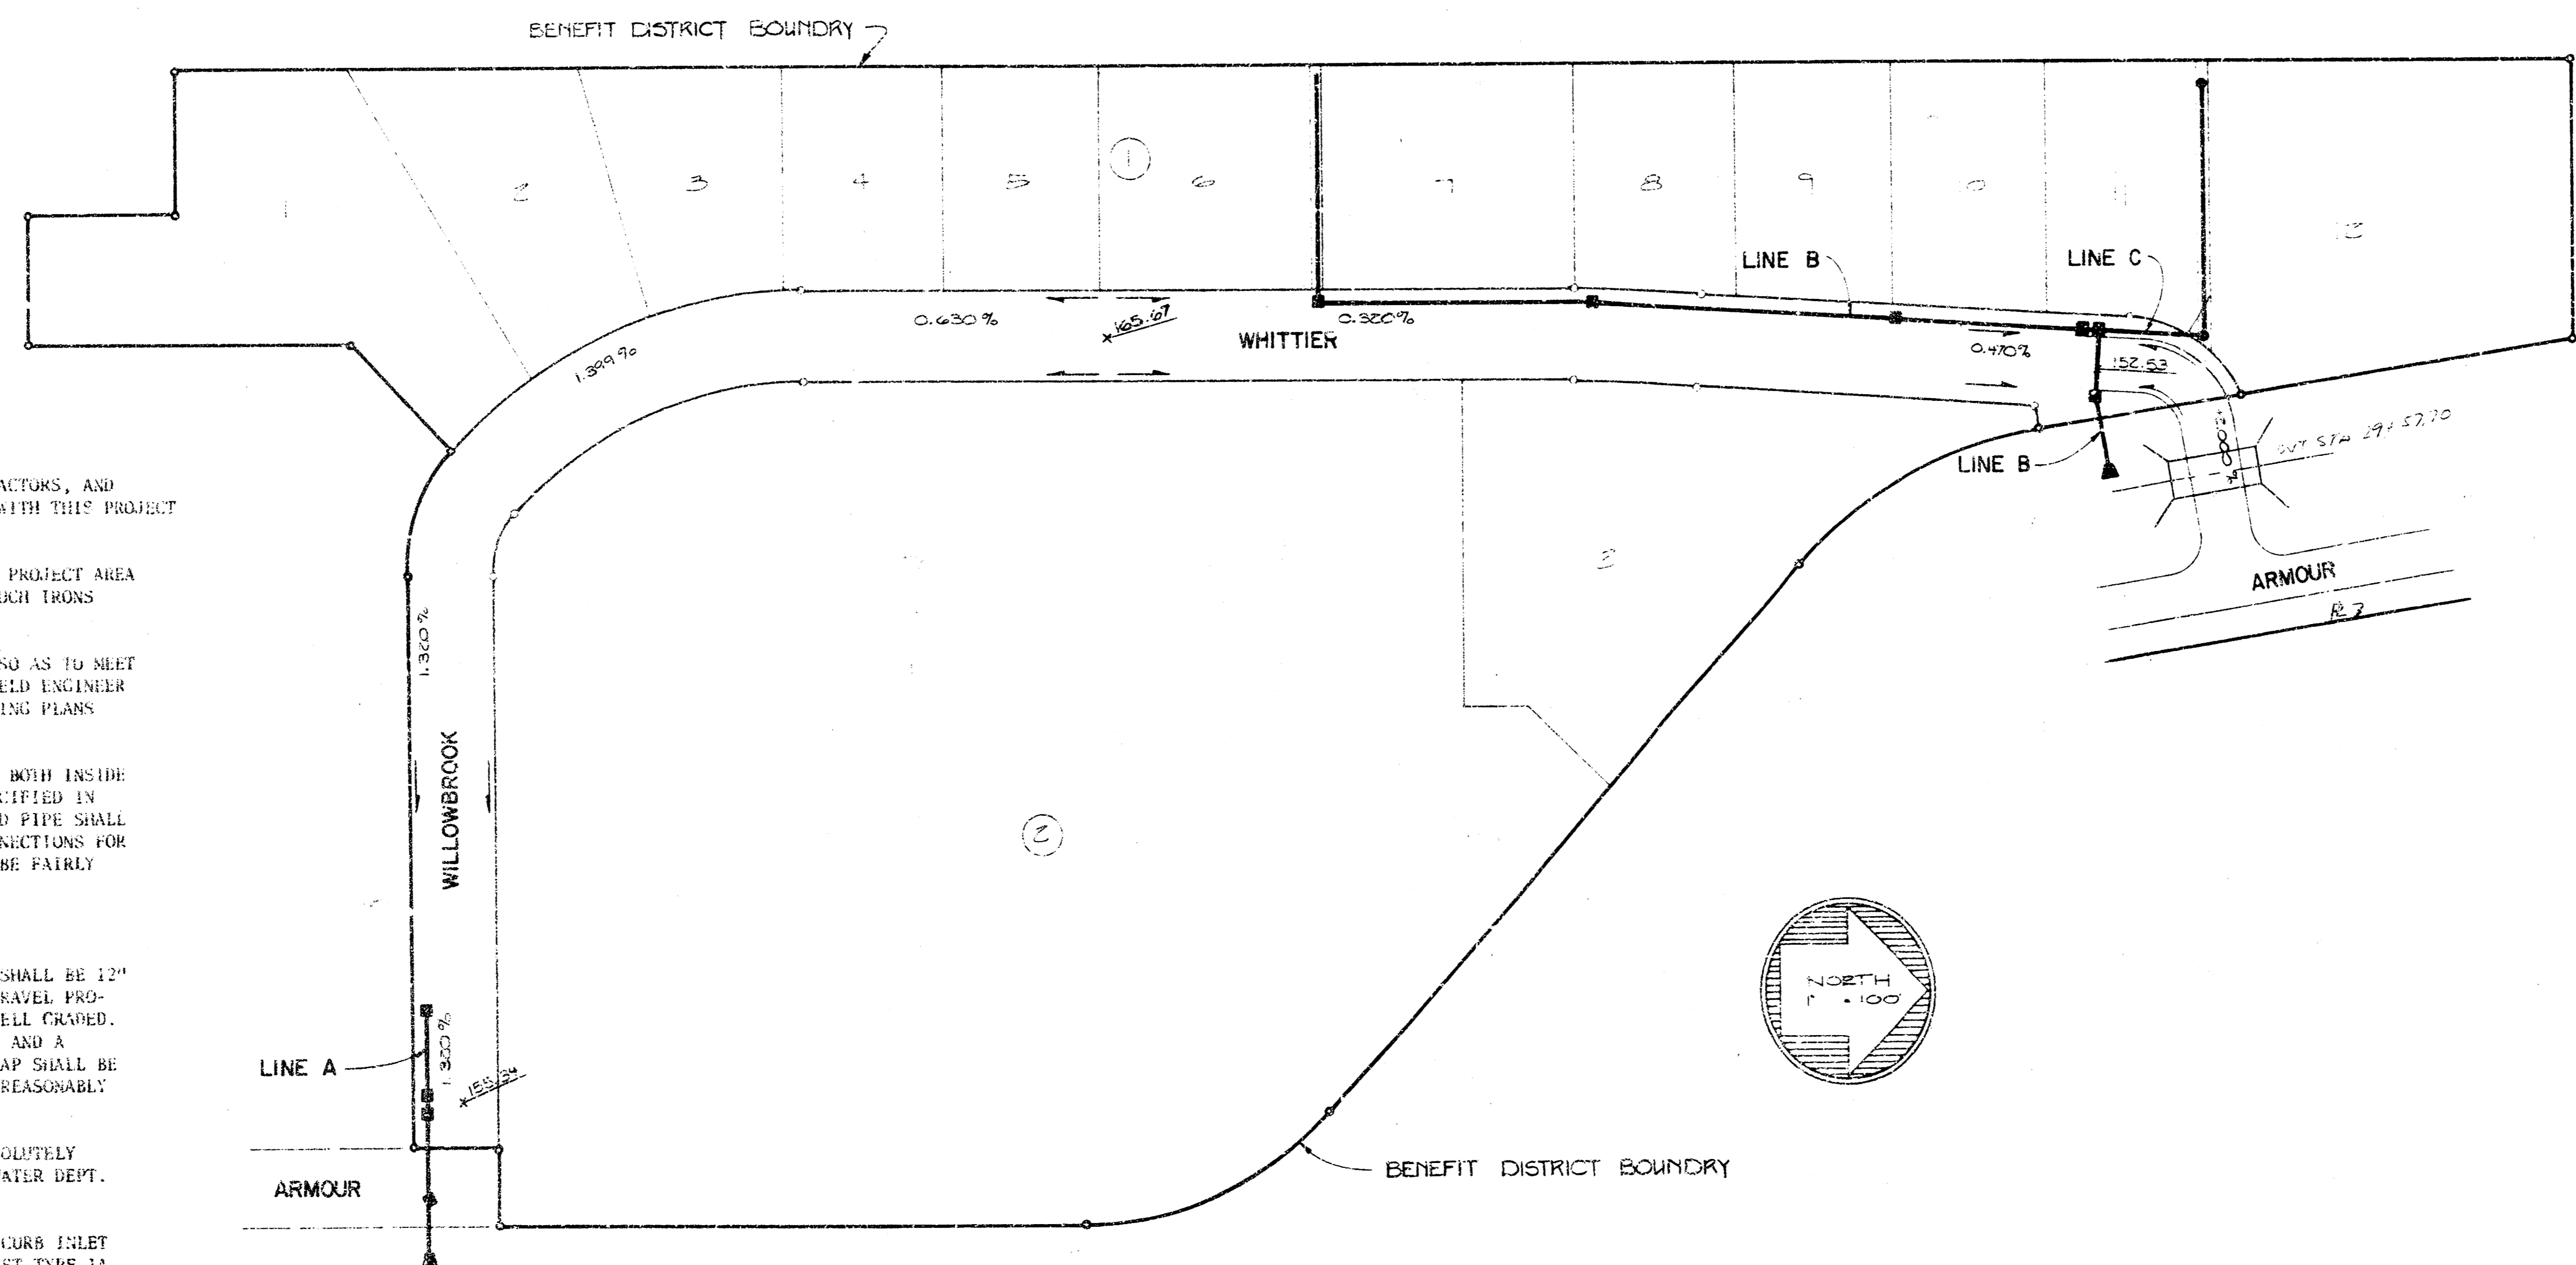 BENEFIT DISTRICT BOUNDRY
1
2
3
4
5
1
6
7
8
9
10
11
LINE B
LINE C
0.630%
165.67
0.320%
WHITTIER
0.470%
152.53
1.399%
LINE B
ARMOUR
ACTORS, AND
WITH THIS PROJECT
PROJECT AREA
UCH IRONS
SO AS TO MEET
ELD ENGINEER
ING PLANS
BOTH INSIDE
CIFIED IN
D PIPE SHALL
NECTIONS FOR
BE FAIRLY
SHALL BE 12"
RAVEL PRO-
ELL GRADED.
AND A
AP SHALL BE
REASONABLY
OLUTELY
ATER DEPT.
CURB INLET
1.320%
WILLOWBROOK
2
NORTH
LINE A
155.34
BENEFIT DISTRICT BOUNDRY
ARMOUR